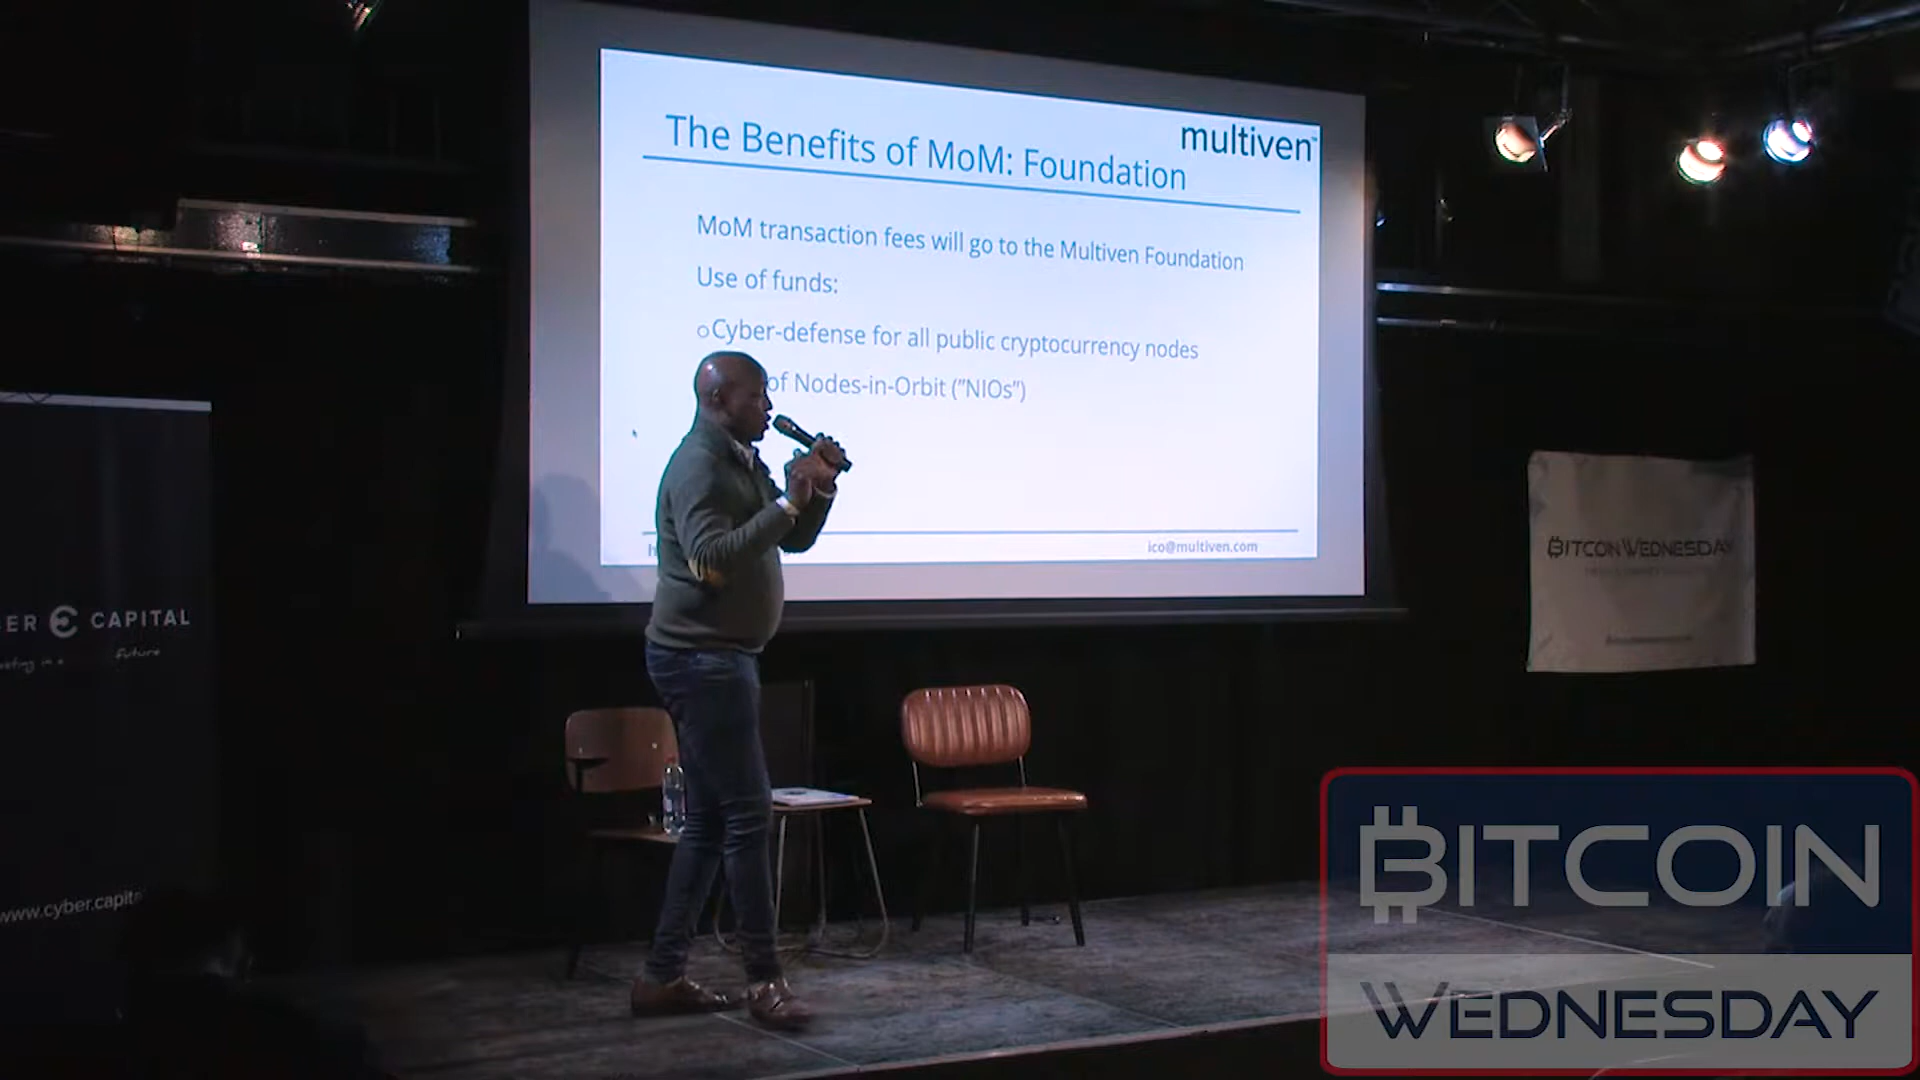 multiven
The Benefits of MoM: Foundation
MoM transaction fees will go to the Multiven Foundation
Use of funds:
Cyber-defense for all public cryptocurrency nodes
of Nodes-in-Orbit ("NIOs")
ico@multiven.com
CAPITAL
future
www.cyber.capit
BITCOIN WEDNESDAY
BITCOIN
WEDNESDAY